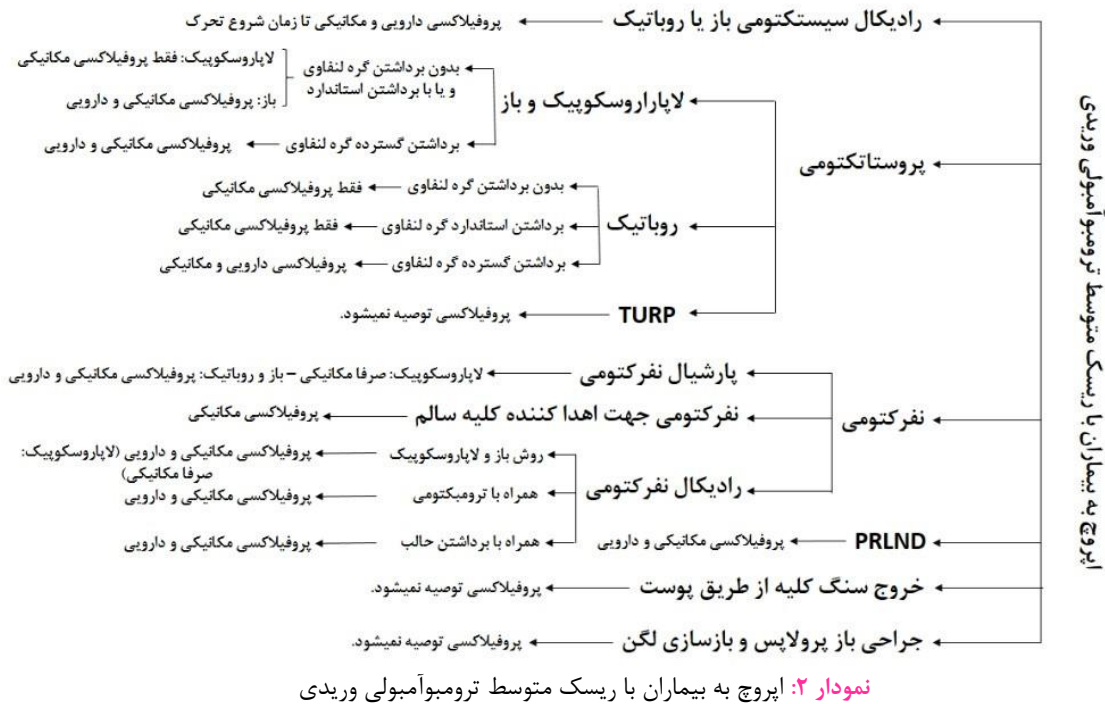 اپروچ به بیماران با ریسک متوسط ترومبوآمبولی وریدی
رادیکال سیستکتومی باز یا روباتیک
پروفیلاکسی دارویی و مکانیکی تا زمان شروع تحرک
پروستاتکتومی
لاپاراروسکوپیک و باز
بدون برداشتن گره لنفاوی
و یا با برداشتن استاندارد
لاپاروسکوپیک: فقط پروفیلاکسی مکانیکی
باز: پروفیلاکسی مکانیکی و دارویی
برداشتن گسترده گره لنفاوی
پروفیلاکسی مکانیکی و دارویی
روباتیک
بدون برداشتن گره لنفاوی
فقط پروفیلاکسی مکانیکی
برداشتن استاندارد گره لنفاوی
فقط پروفیلاکسی مکانیکی
برداشتن گسترده گره لنفاوی
پروفیلاکسی دارویی و مکانیکی
TURP
پروفیلاکسی توصیه نمیشود.
نفرکتومی
پارشیال نفرکتومی
لاپاروسکوپیک: صرفا مکانیکی – باز و روباتیک: پروفیلاکسی مکانیکی و دارویی
نفرکتومی جهت اهدا کننده کلیه سالم
پروفیلاکسی مکانیکی
رادیکال نفرکتومی
روش باز و لاپاروسکوپیک
پروفیلاکسی مکانیکی و دارویی (لاپاروسکوپیک:
صرفا مکانیکی)
همراه با ترومبکتومی
پروفیلاکسی مکانیکی و دارویی
همراه با برداشتن حالب
پروفیلاکسی مکانیکی و دارویی
PRLND
پروفیلاکسی مکانیکی و دارویی
خروج سنگ کلیه از طریق پوست
پروفیلاکسی توصیه نمیشود.
جراحی باز پرولاپس و بازسازی لگن
پروفیلاکسی توصیه نمیشود.
نمودار ۲: اپروچ به بیماران با ریسک متوسط ترومبوآمبولی وریدی